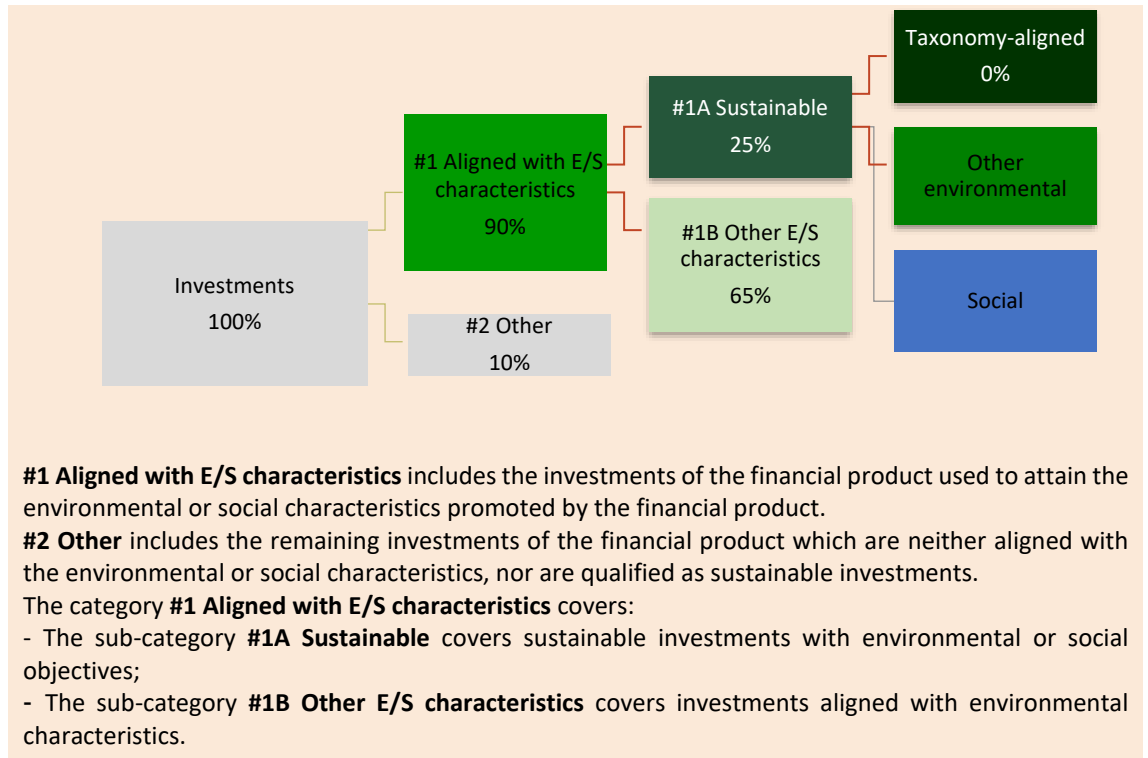 Taxonomy-aligned
0%
#1A Sustainable
25%
#1 Aligned with E/S
characteristics
90%
Other
environmental
#1B Other E/S
characteristics
65%
Investments
100%
Social
#2 Other
10%
#1 Aligned with E/S characteristics includes the investments of the financial product used to attain the
environmental or social characteristics promoted by the financial product.
#2 Other includes the remaining investments of the financial product which are neither aligned with
the environmental or social characteristics, nor are qualified as sustainable investments.
The category #1 Aligned with E/S characteristics covers:
- The sub-category #1A Sustainable covers sustainable investments with environmental or social
objectives;
- The sub-category #1B Other E/S characteristics covers investments aligned with environmental
characteristics.